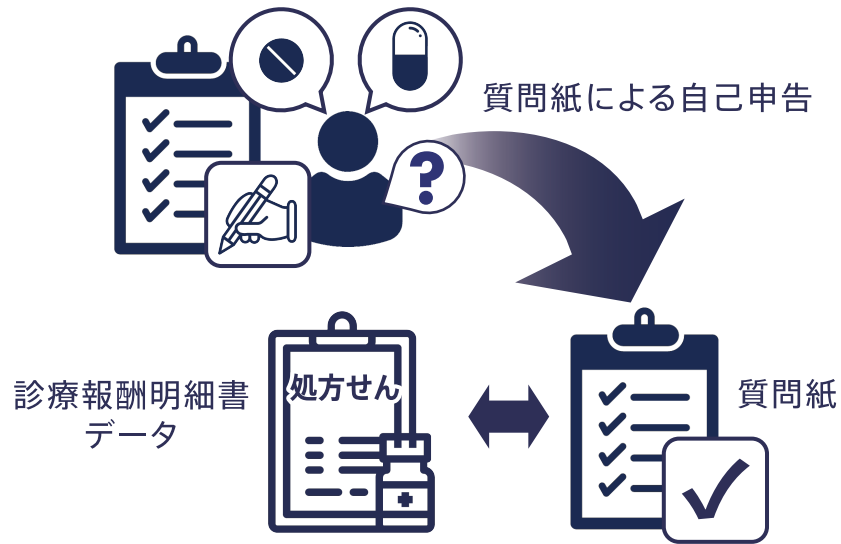 質問紙による自己申告
?
処方せん
診療報酬明細書
データ
質問紙